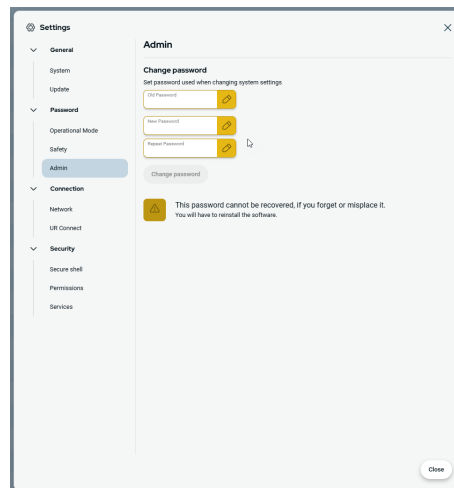 Settings
General
System
Update
Password
Operational Mode
Safety
Admin
Connection
Network
UR Connect
Security
Secure shell
Permissions
Services
Admin
Change password
Set password used when changing system settings
Old Password
New Password
Repeat Password
Change password
This password cannot be recovered, if you forget or misplace it.
You will have to reinstall the software.
Close